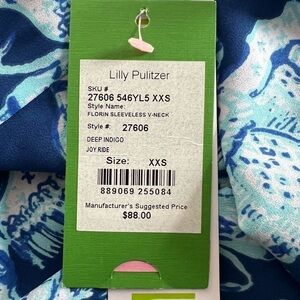 Lilly Pulitzer
SKU #
27606 546YL5 XXS
Style Name:
FLORIN SLEEVELESS V-NECK
Style #: 27606
DEEP INDIGO
JOY RIDE
Size: XXS
889069 255084
Manufacturer's Suggested Price
$88.00